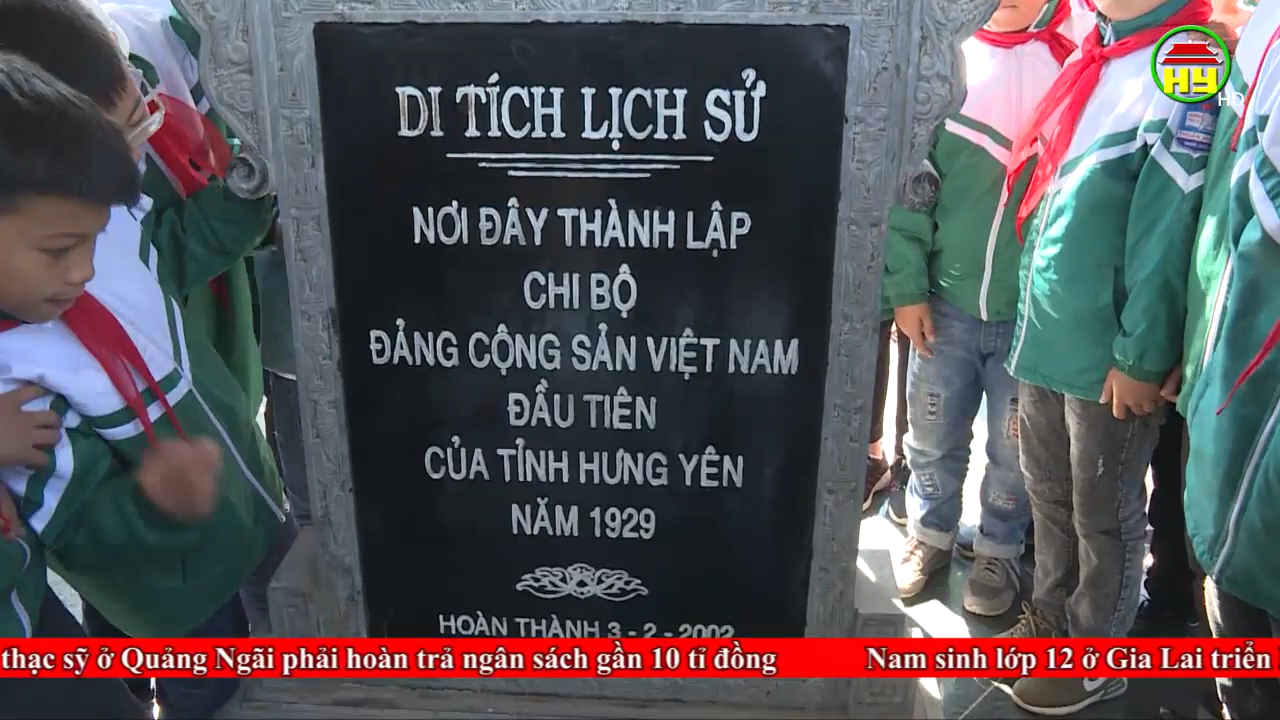 DI TÍCH LỊCH SỬ
NƠI ĐÂY THÀNH LẬP
CHI BỘ
ĐẢNG CỘNG SẢN VIỆT NAM
ĐẦU TIÊN
CỦA TỈNH HƯNG YÊN
NĂM 1929
HOÀN THÀNH 3 - 2 - 2002
HY
HD
thạc sỹ ở Quảng Ngãi phải hoàn trả ngân sách gần 10 tỉ đồng
Nam sinh lớp 12 ở Gia Lai triển